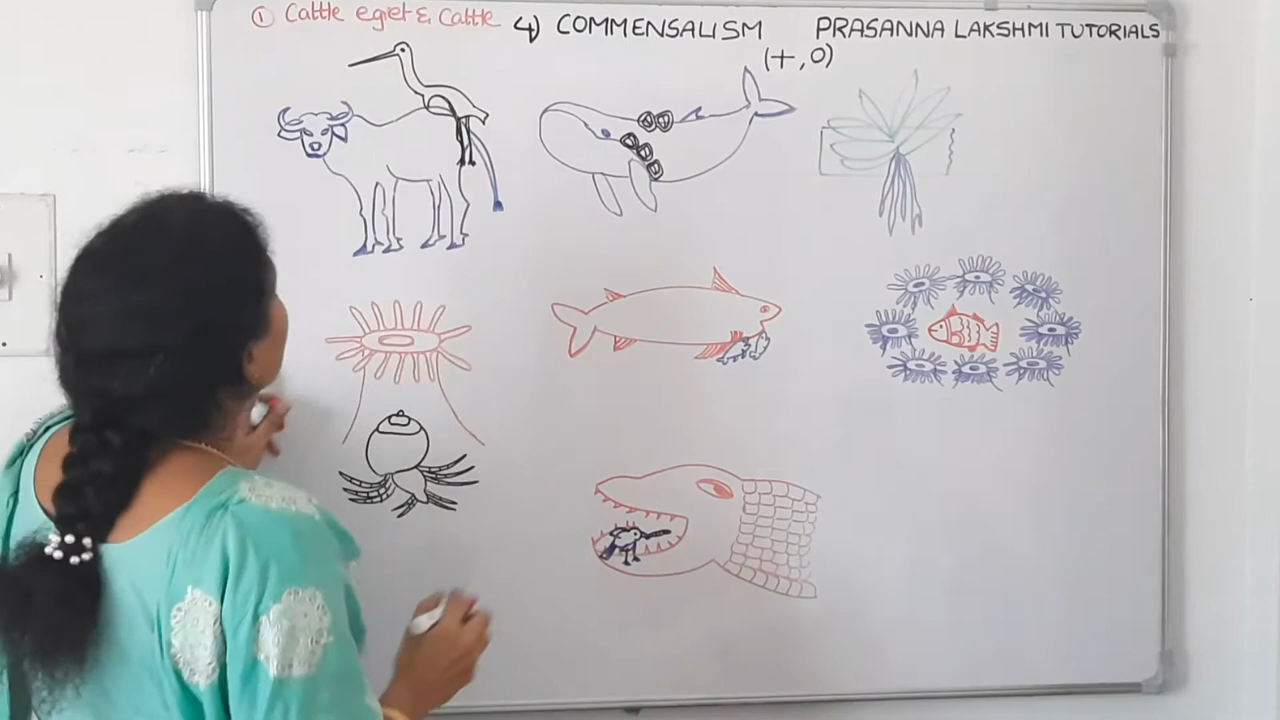 ① Cattle egret & Cattle
4) COMMENSALISM
(+,0)
PRASANNA LAKSHMI TUTORIALS